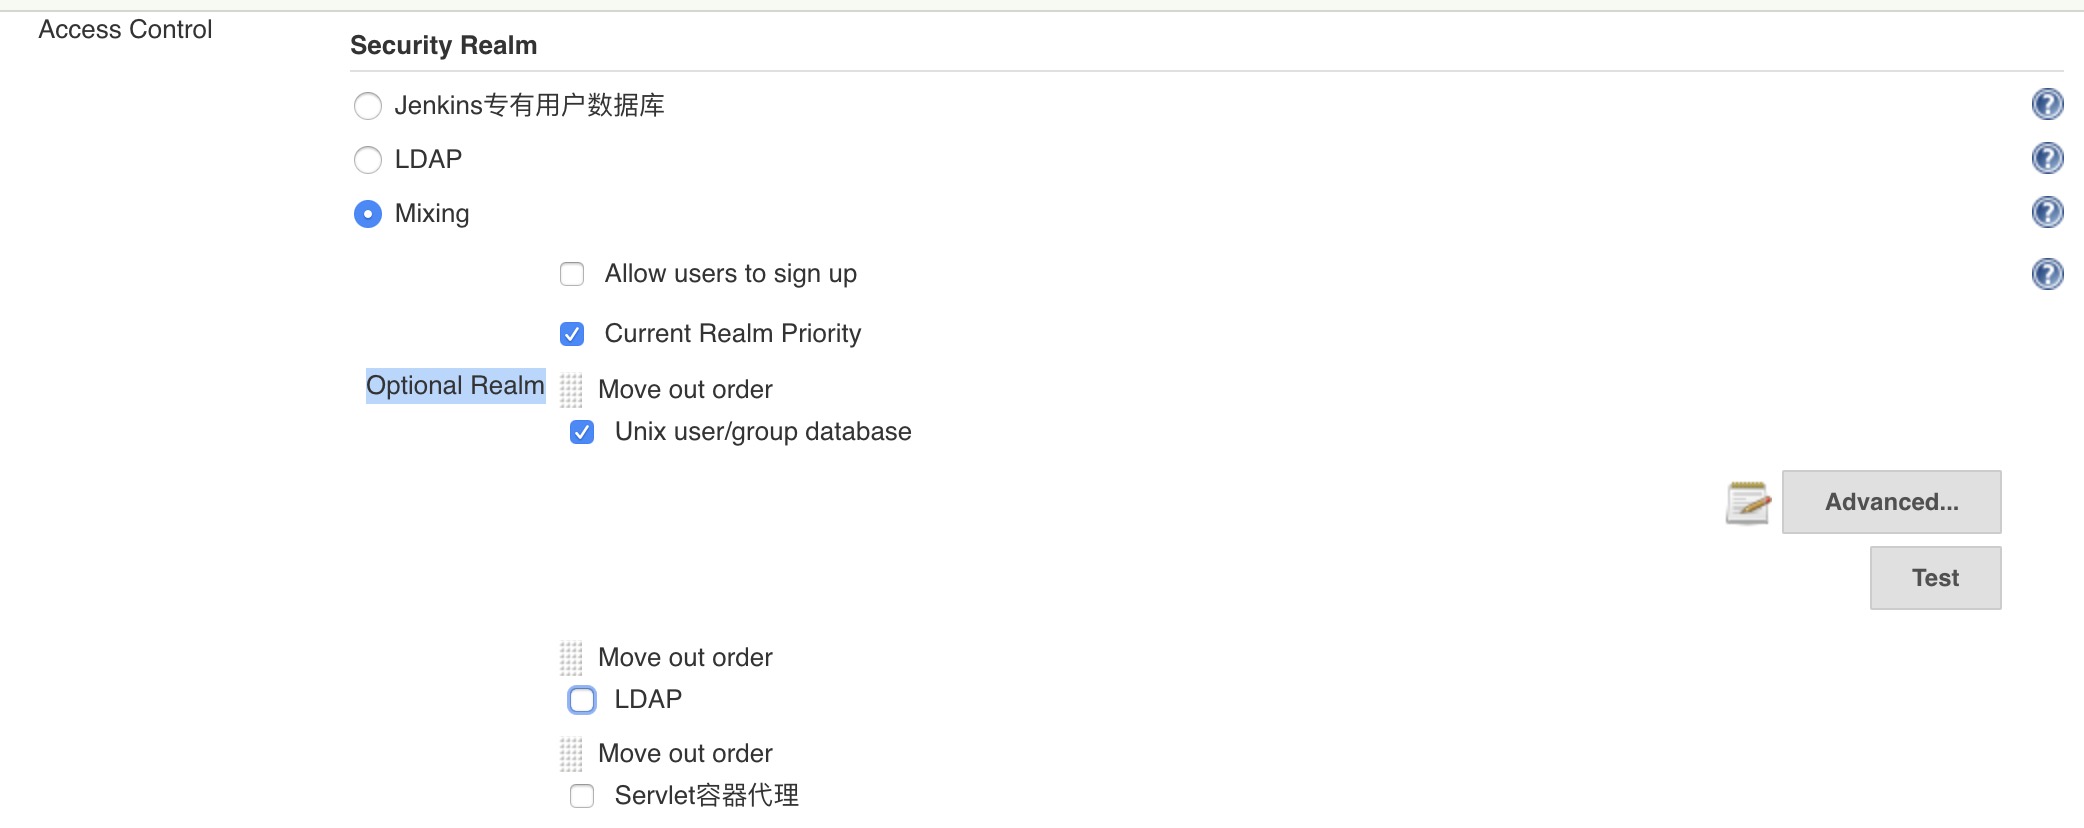 Access Control
Security Realm
Jenkins专有用户数据库
LDAP
Mixing
Allow users to sign up
Current Realm Priority
Optional Realm Move out order
Unix user/group database
Advanced...
Test
Move out order
LDAP
Move out order
Servlet容器代理